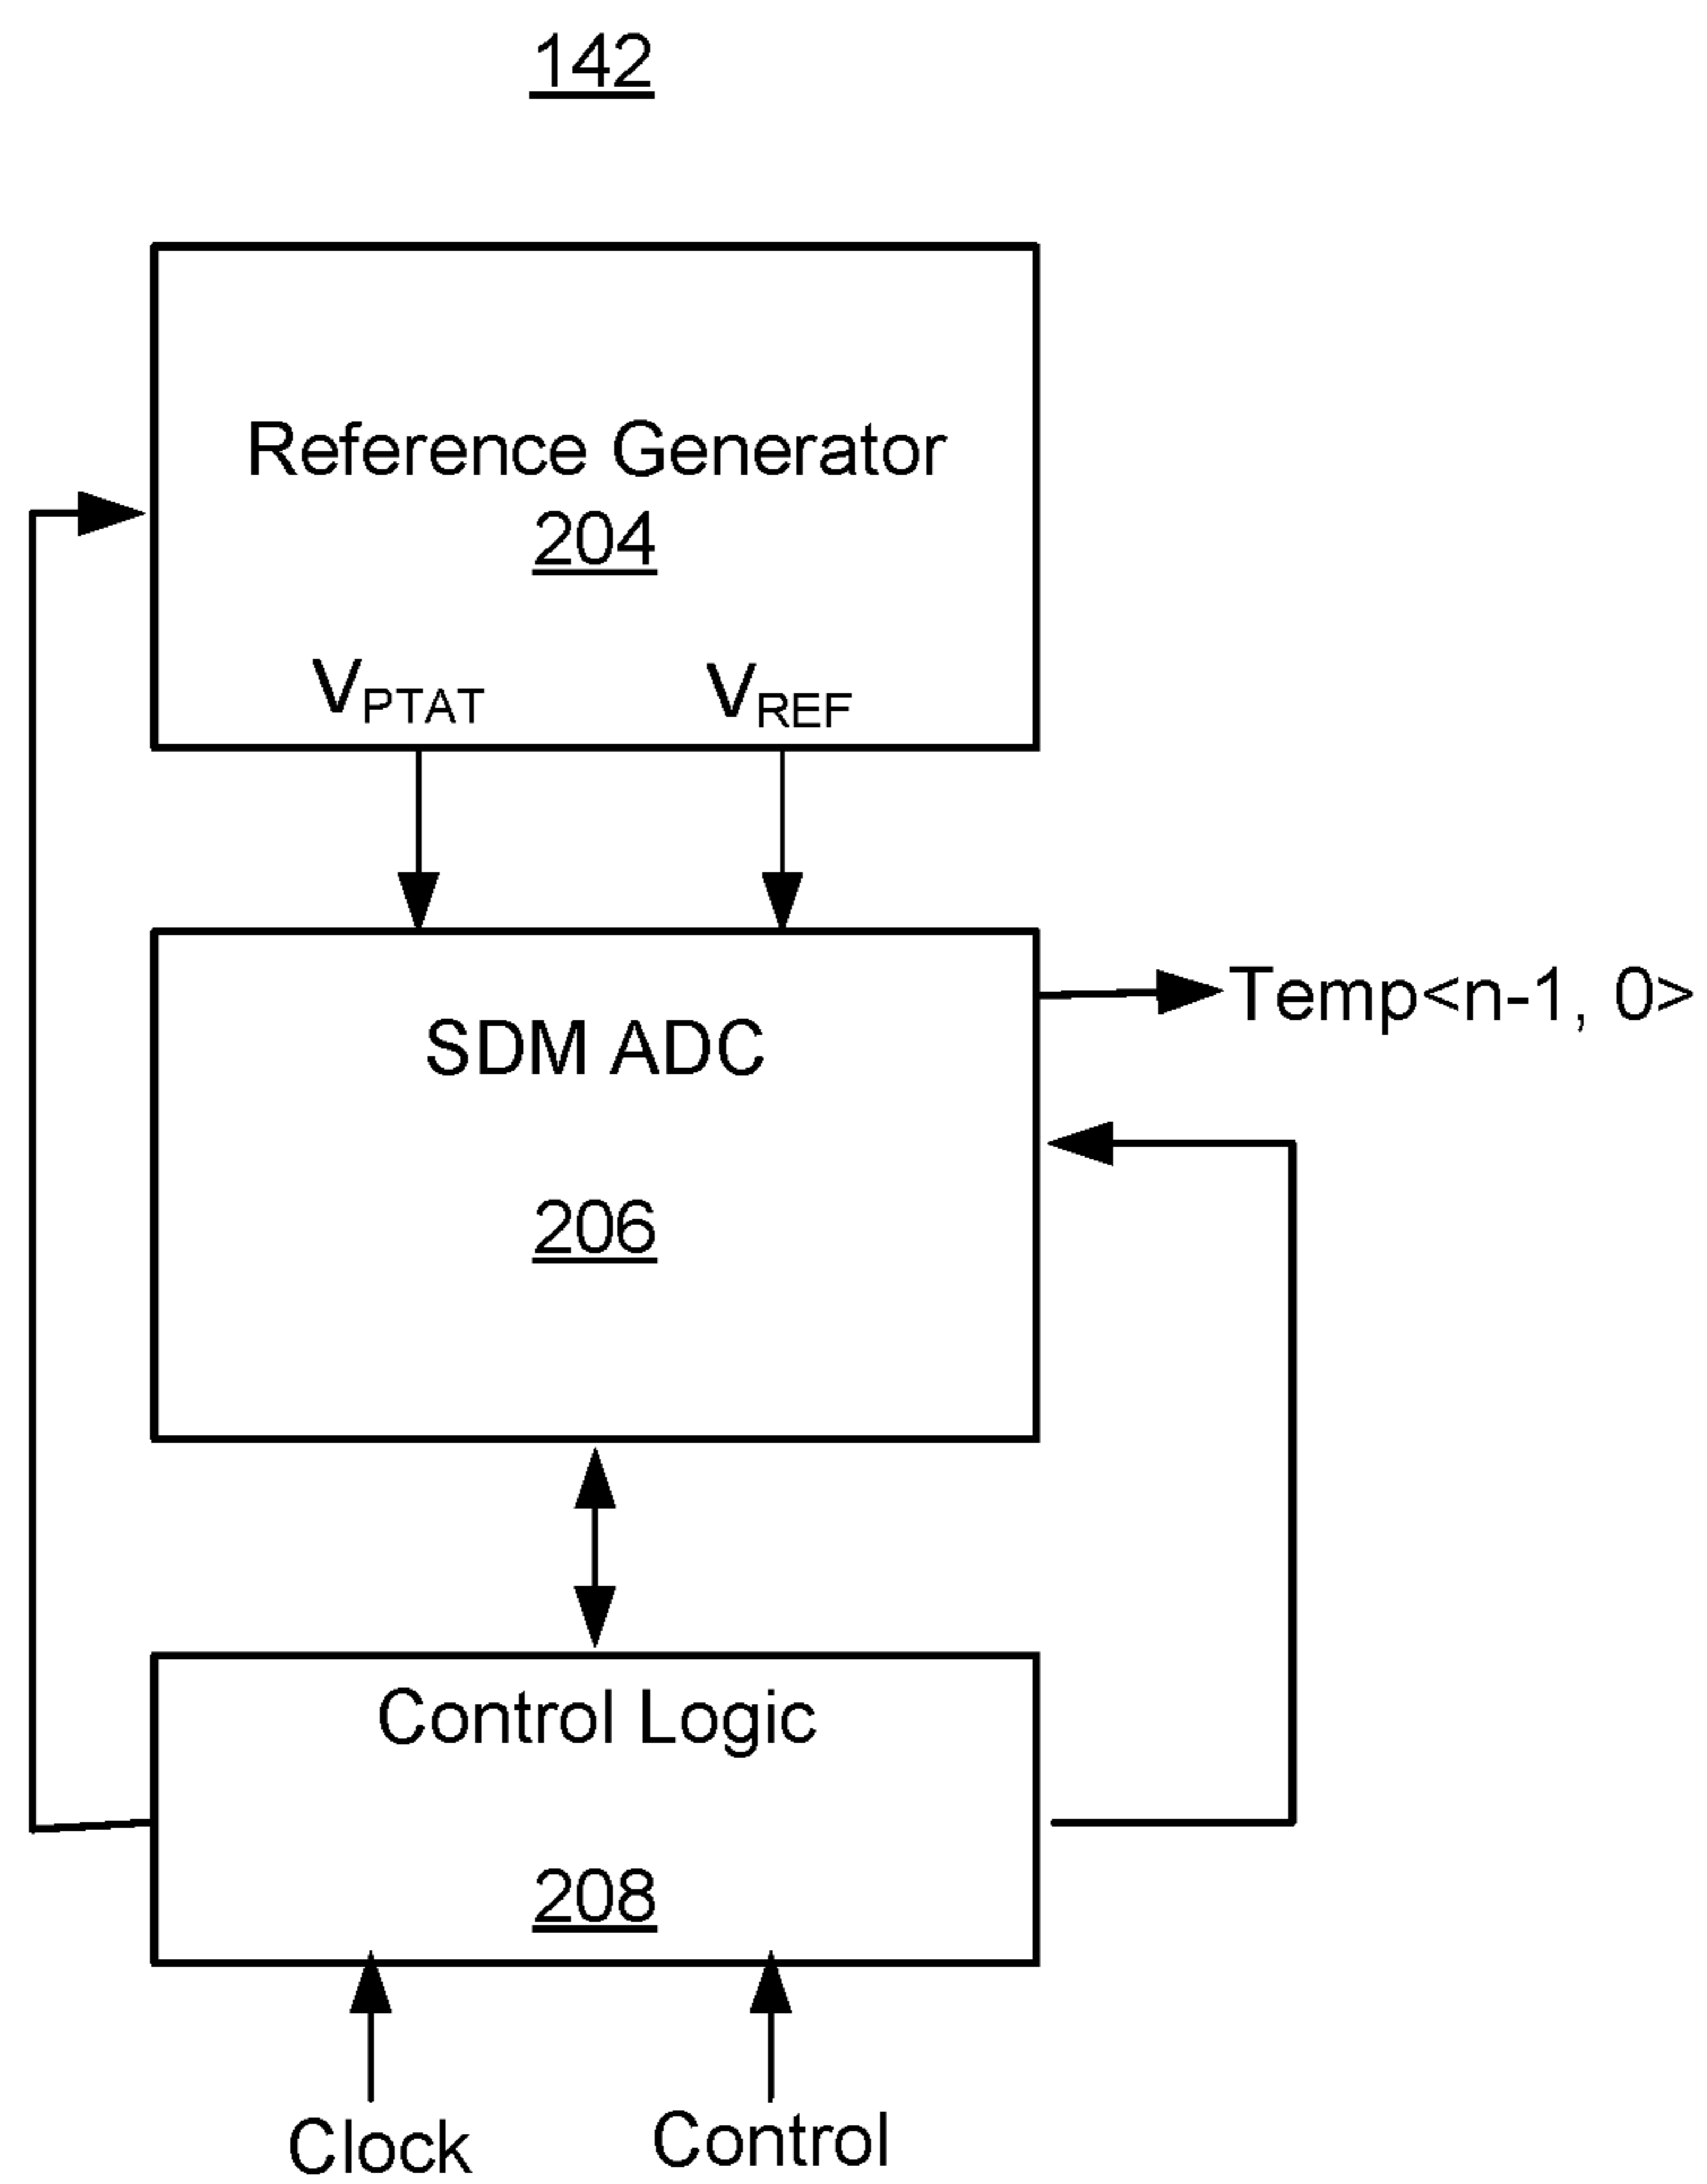 142
Reference Generator
204
VPTAT VREF
SDM ADC
Temp<n-1, 0>
206
Control Logic
208
Clock Control